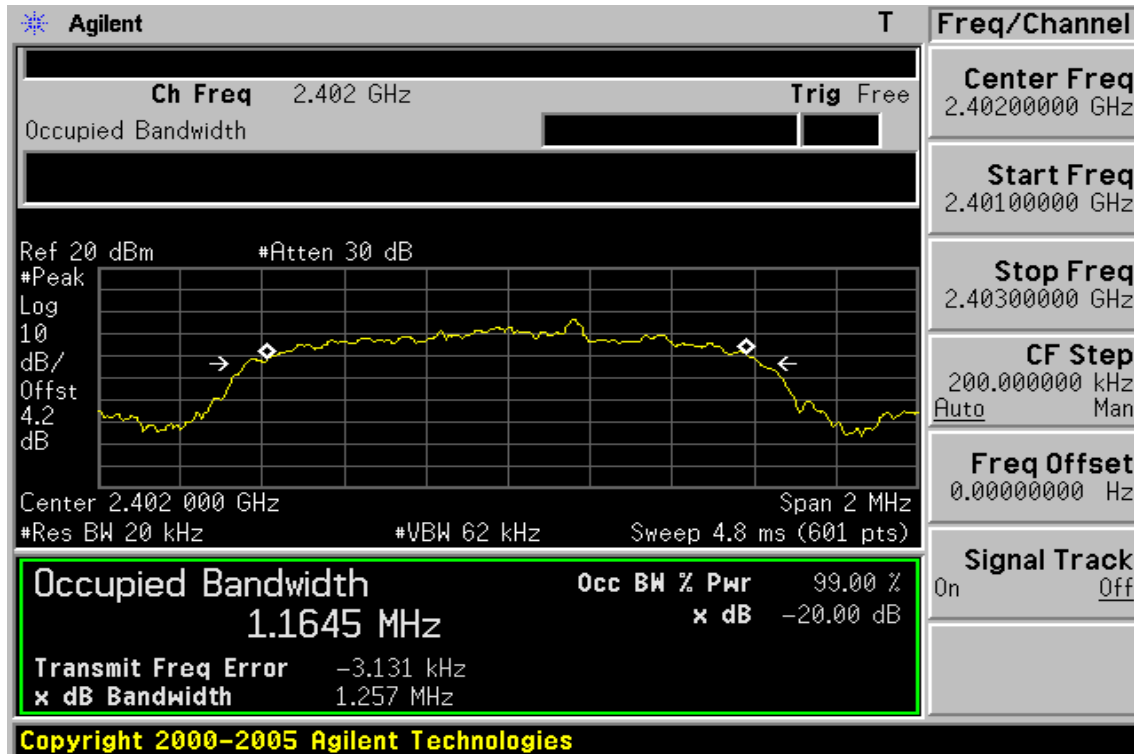 Agilent T
Ch Freq 2.402 GHz Trig Free
Occupied Bandwidth
Ref 20 dBm #Atten 30 dB
#Peak
Log
10
dB/
Offst
4.2
dB
Center 2.402 000 GHz Span 2 MHz
#Res BW 20 kHz #VBW 62 kHz Sweep 4.8 ms (601 pts)
Occupied Bandwidth Occ BW % Pwr 99.00 %
1.1645 MHz x dB -20.00 dB
Transmit Freq Error -3.131 kHz
x dB Bandwidth 1.257 MHz
Copyright 2000-2005 Agilent Technologies
Freq/Channel
Center Freq
2.40200000 GHz
Start Freq
2.40100000 GHz
Stop Freq
2.40300000 GHz
CF Step
200.000000 kHz
Auto Man
Freq Offset
0.00000000 Hz
Signal Track
On Off